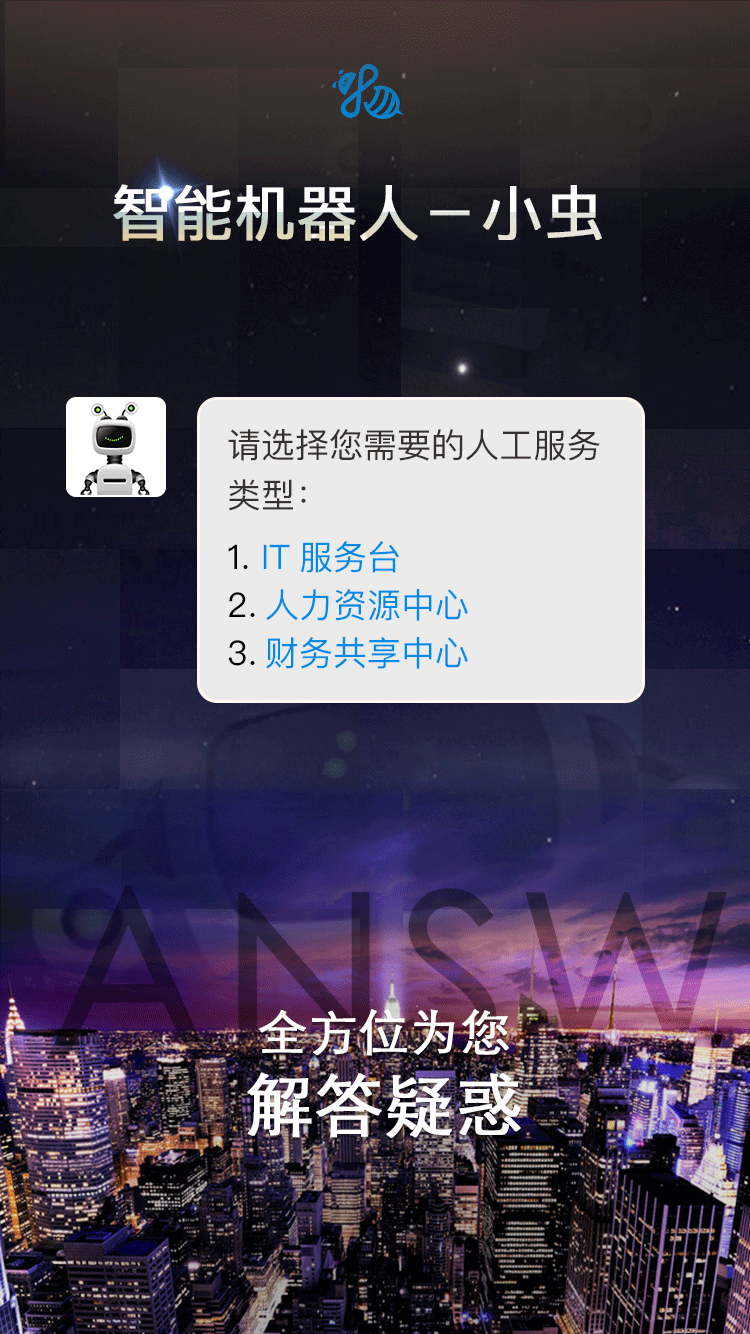 智能机器人－小虫
请选择您需要的人工服务
类型：
1. IT 服务台
2. 人力资源中心
3. 财务共享中心
ANSW
全方位为您
解答疑惑